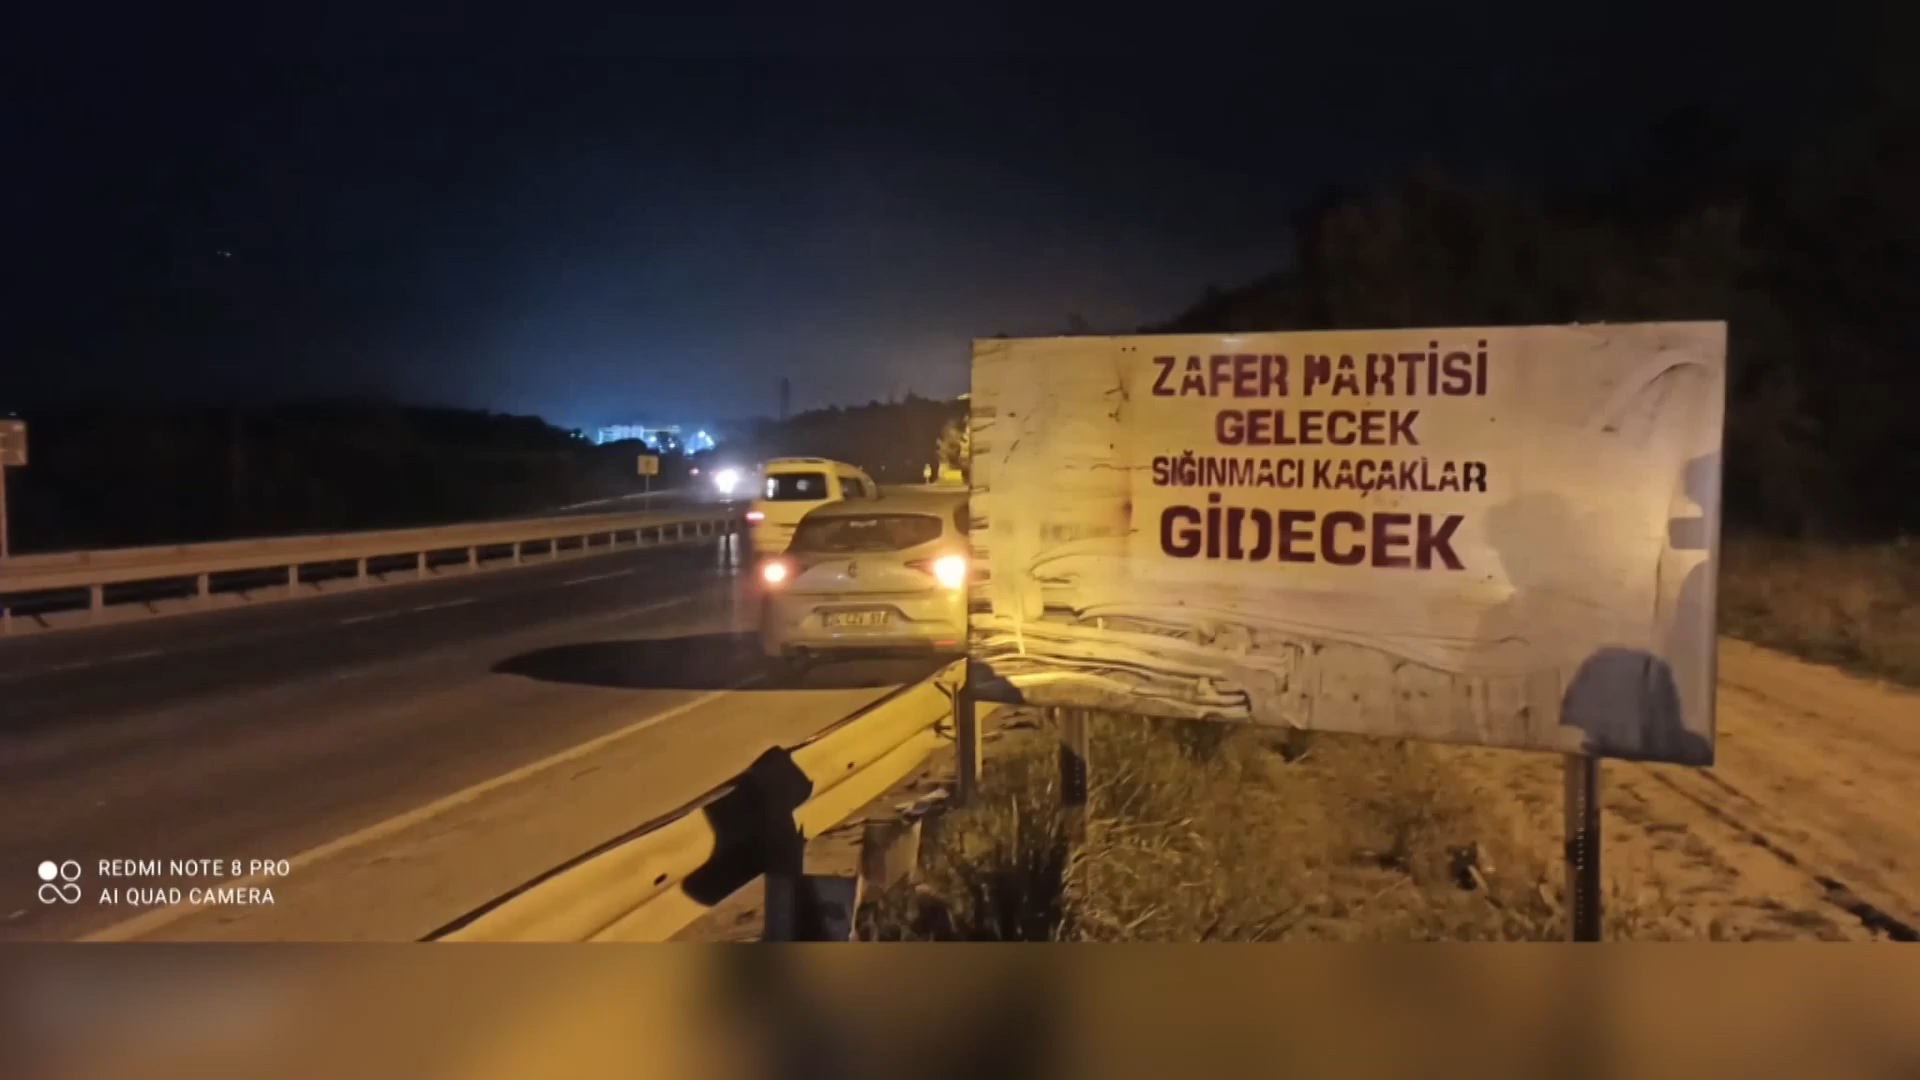 ZAFER PARTİSİ
GELECEK
SIĞINMACI KAÇAKLAR
GİDECEK
REDMI NOTE 8 PRO
AI QUAD CAMERA